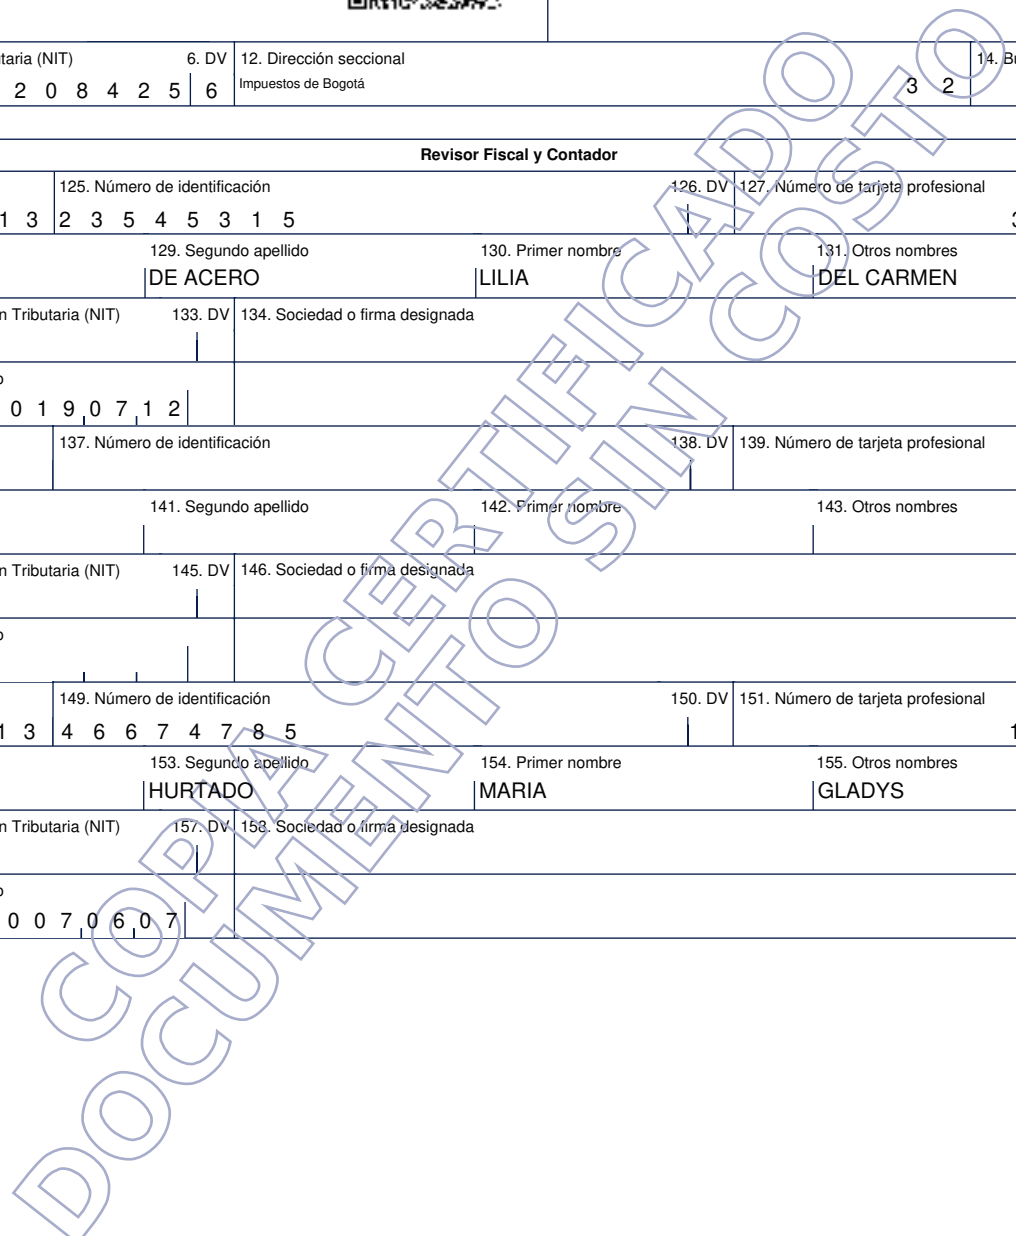 taria (NIT) 6. DV 12. Dirección seccional 14. B
2 0 8 4 2 5 6 Impuestos de Bogotá 3 2
Revisor Fiscal y Contador
125. Número de identificación 126. DV 127. Número de tarjeta profesional
1 3 2 3 5 4 5 3 1 5
129. Segundo apellido 130. Primer nombre 131. Otros nombres
DE ACERO LILIA DEL CARMEN
n Tributaria (NIT) 133. DV 134. Sociedad o firma designada
0 1 9 0 7 1 2
137. Número de identificación 138. DV 139. Número de tarjeta profesional
141. Segundo apellido 142. Primer nombre 143. Otros nombres
n Tributaria (NIT) 145. DV 146. Sociedad o firma designada
149. Número de identificación 150. DV 151. Número de tarjeta profesional
1 3 4 6 6 7 4 7 8 5 1
153. Segundo apellido 154. Primer nombre 155. Otros nombres
HURTADO MARIA GLADYS
n Tributaria (NIT) 157. DV 158. Sociedad o firma designada
0 0 7 0 6 0 7
COPIA CERTIFICADO
DOCUMENTO SIN COSTO